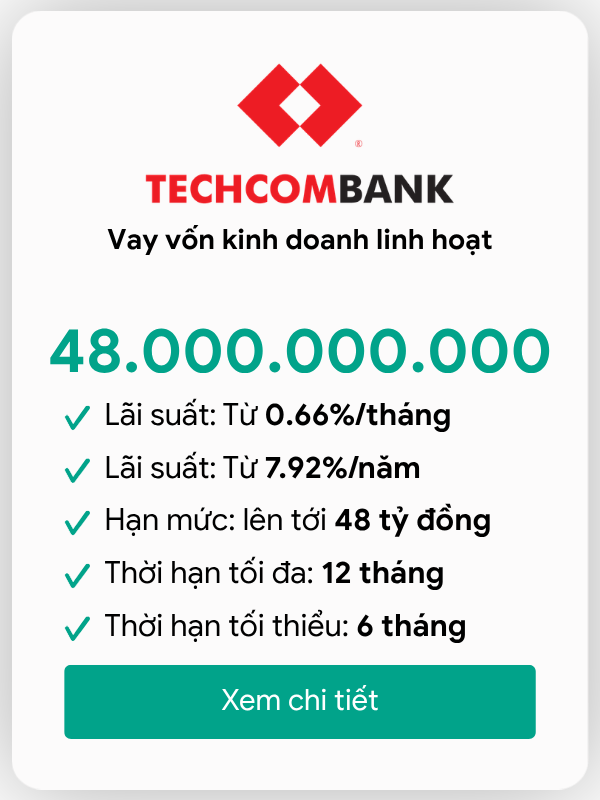 ®
TECHCOMBANK
Vay vốn kinh doanh linh hoạt
48.000.000.000
Lãi suất: Từ 0.66%/tháng
Lãi suất: Từ 7.92%/năm
Hạn mức: lên tới 48 tỷ đồng
Thời hạn tối đa: 12 tháng
Thời hạn tối thiểu: 6 tháng
Xem chi tiết